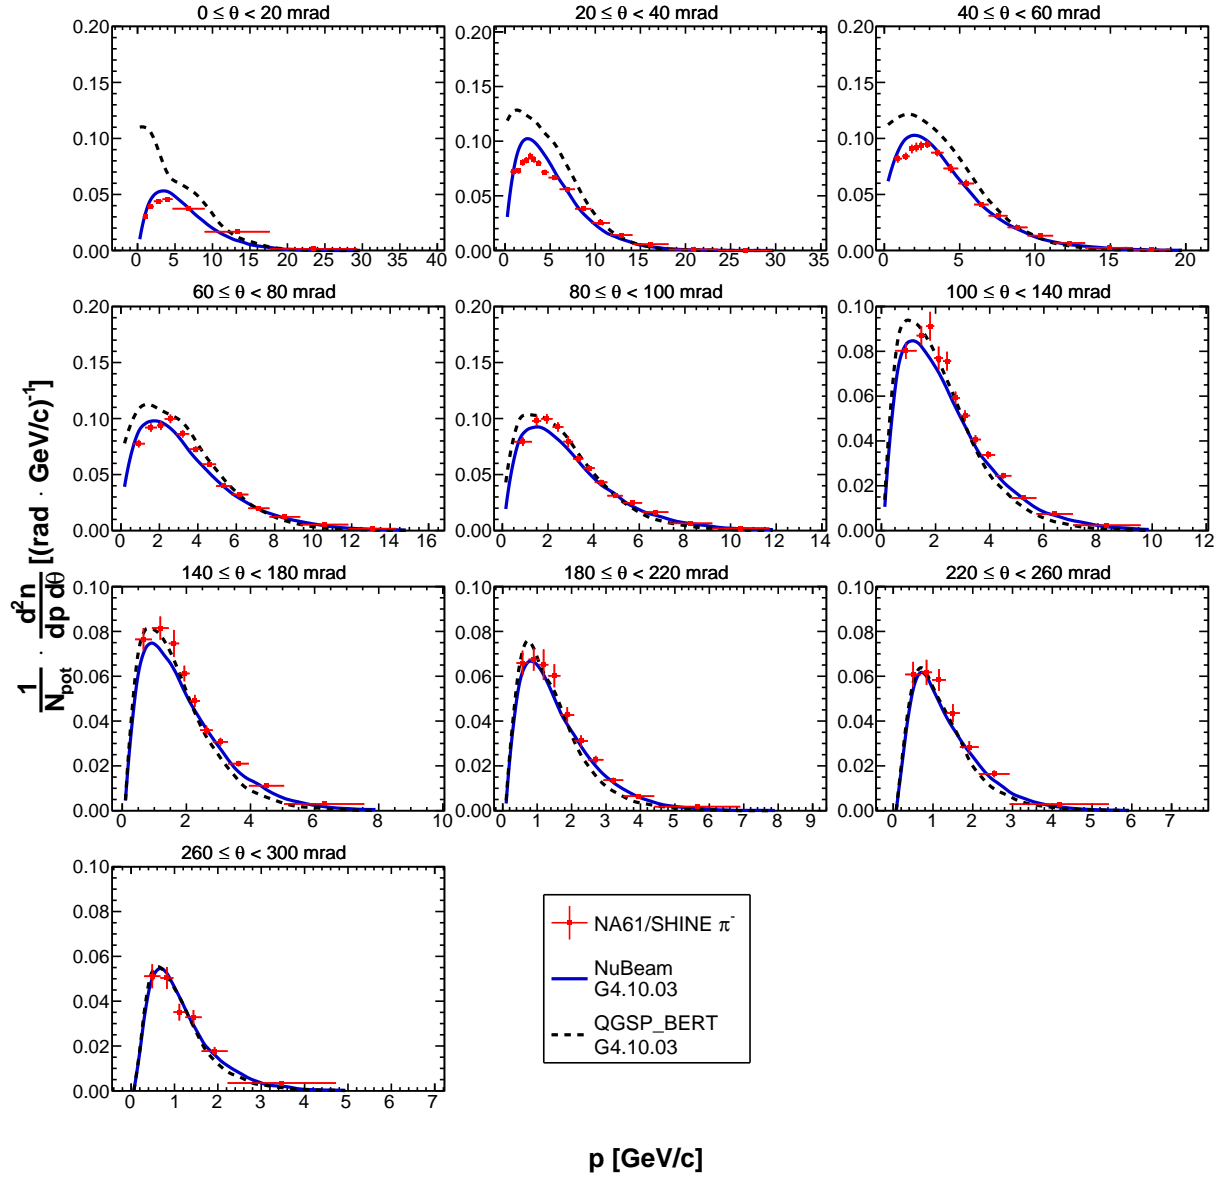 0 ≤ θ < 20 mrad
20 ≤ θ < 40 mrad
40 ≤ θ < 60 mrad
0.20 0.15 0.10 0.05 0.00
0 5 10 15 20 25 30 35 40
0.20 0.15 0.10 0.05 0.00
0 5 10 15 20 25 30 35
0.20 0.15 0.10 0.05 0.00
0 5 10 15 20
60 ≤ θ < 80 mrad
80 ≤ θ < 100 mrad
100 ≤ θ < 140 mrad
0.20 0.15 0.10 0.05 0.00
0 2 4 6 8 10 12 14 16
0.20 0.15 0.10 0.05 0.00
0 2 4 6 8 10 12 14
0.10 0.08 0.06 0.04 0.02 0.00
0 2 4 6 8 10 12
1/N_pot · d²n/dp dθ [(rad · GeV/c)⁻¹]
140 ≤ θ < 180 mrad
180 ≤ θ < 220 mrad
220 ≤ θ < 260 mrad
0.10 0.08 0.06 0.04 0.02 0.00
0 2 4 6 8 10
0.10 0.08 0.06 0.04 0.02 0.00
0 1 2 3 4 5 6 7 8 9
0.10 0.08 0.06 0.04 0.02 0.00
0 1 2 3 4 5 6 7
260 ≤ θ < 300 mrad
0.10 0.08 0.06 0.04 0.02 0.00
0 1 2 3 4 5 6 7
NA61/SHINE π⁻
NuBeam
G4.10.03
QGSP_BERT
G4.10.03
p [GeV/c]